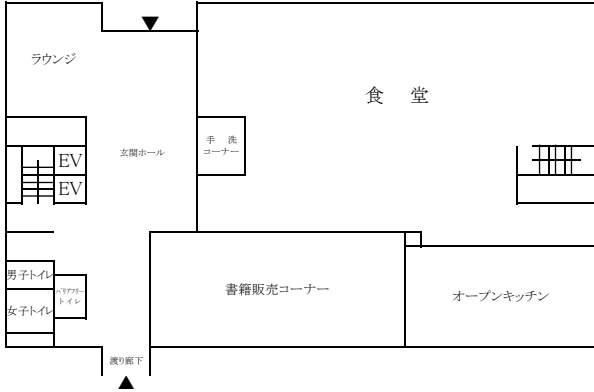 ラウンジ
食 堂
手 洗
コーナー
玄関ホール
EV
EV
男子トイレ
バリアフリー
トイレ
女子トイレ
書籍販売コーナー
オープンキッチン
渡り廊下